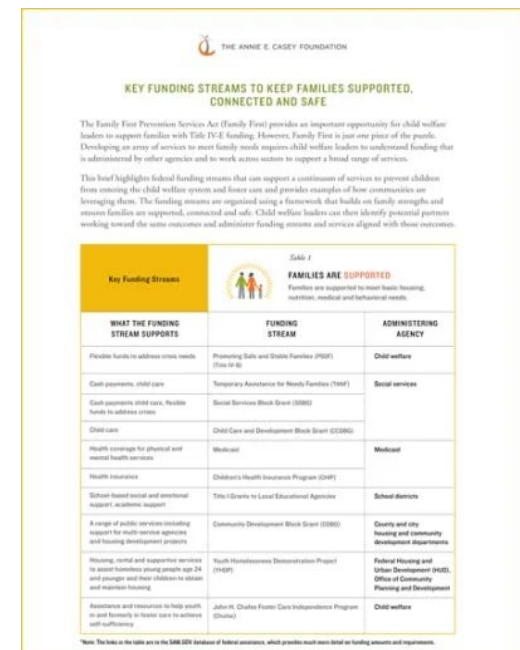 THE ANNIE E. CASEY FOUNDATION
KEY FUNDING STREAMS TO KEEP FAMILIES SUPPORTED,
CONNECTED AND SAFE
The Family First Prevention Services Act (Family First) provides an important opportunity for child welfare
leaders to support families with Title IV-E funding. However, Family First is just one piece of the puzzle.
Developing an array of services to meet family needs requires child welfare leaders to understand funding that
is administered by other agencies and to work across sectors to support a broad range of services.
This brief highlights federal funding streams that can support a continuum of services to prevent children
from entering the child welfare system and foster care and provides examples of how communities are
leveraging them. The funding streams are organized using a framework that builds on family strengths and
ensures families are supported, connected and safe. Child welfare leaders can then identify potential partners
working toward the same outcomes and administer funding streams and services aligned with those outcomes.
Table 1
Key Funding Streams
FAMILIES ARE SUPPORTED
Families are supported to meet basic housing,
nutrition, medical and behavioral needs.
WHAT THE FUNDING
STREAM SUPPORTS
FUNDING
STREAM
ADMINISTERING
AGENCY
Flexible funds to address crisis needs
Promoting Safe and Stable Families (PSSF)
(Title IV-B)
Child welfare
Cash payments, child care
Temporary Assistance for Needy Families (TANF)
Social services
Cash payments child care, flexible
funds to address crises
Social Services Block Grant (SSBG)
Child care
Child Care and Development Block Grant (CCDBG)
Health coverage for physical and
mental health services
Medicaid
Medicaid
Health insurance
Children's Health Insurance Program (CHIP)
School-based social and emotional
support, academic support
Title I Grants to Local Educational Agencies
School districts
A range of public services including
support for multi-service agencies
and housing development projects
Community Development Block Grant (CDBG)
County and city
housing and community
development departments
Housing, rental and supportive services
to assist homeless young people age 24
and younger and their children to obtain
and maintain housing
Youth Homelessness Demonstration Project
(YHDP)
Federal Housing and
Urban Development (HUD),
Office of Community
Planning and Development
Assistance and resources to help youth
in and formerly in foster care to achieve
self-sufficiency
John H. Chafee Foster Care Independence Program
(Chafee)
Child welfare
*Note: The links in the table are to the SAM.GOV database of federal assistance, which provides much more detail on funding amounts and requirements.